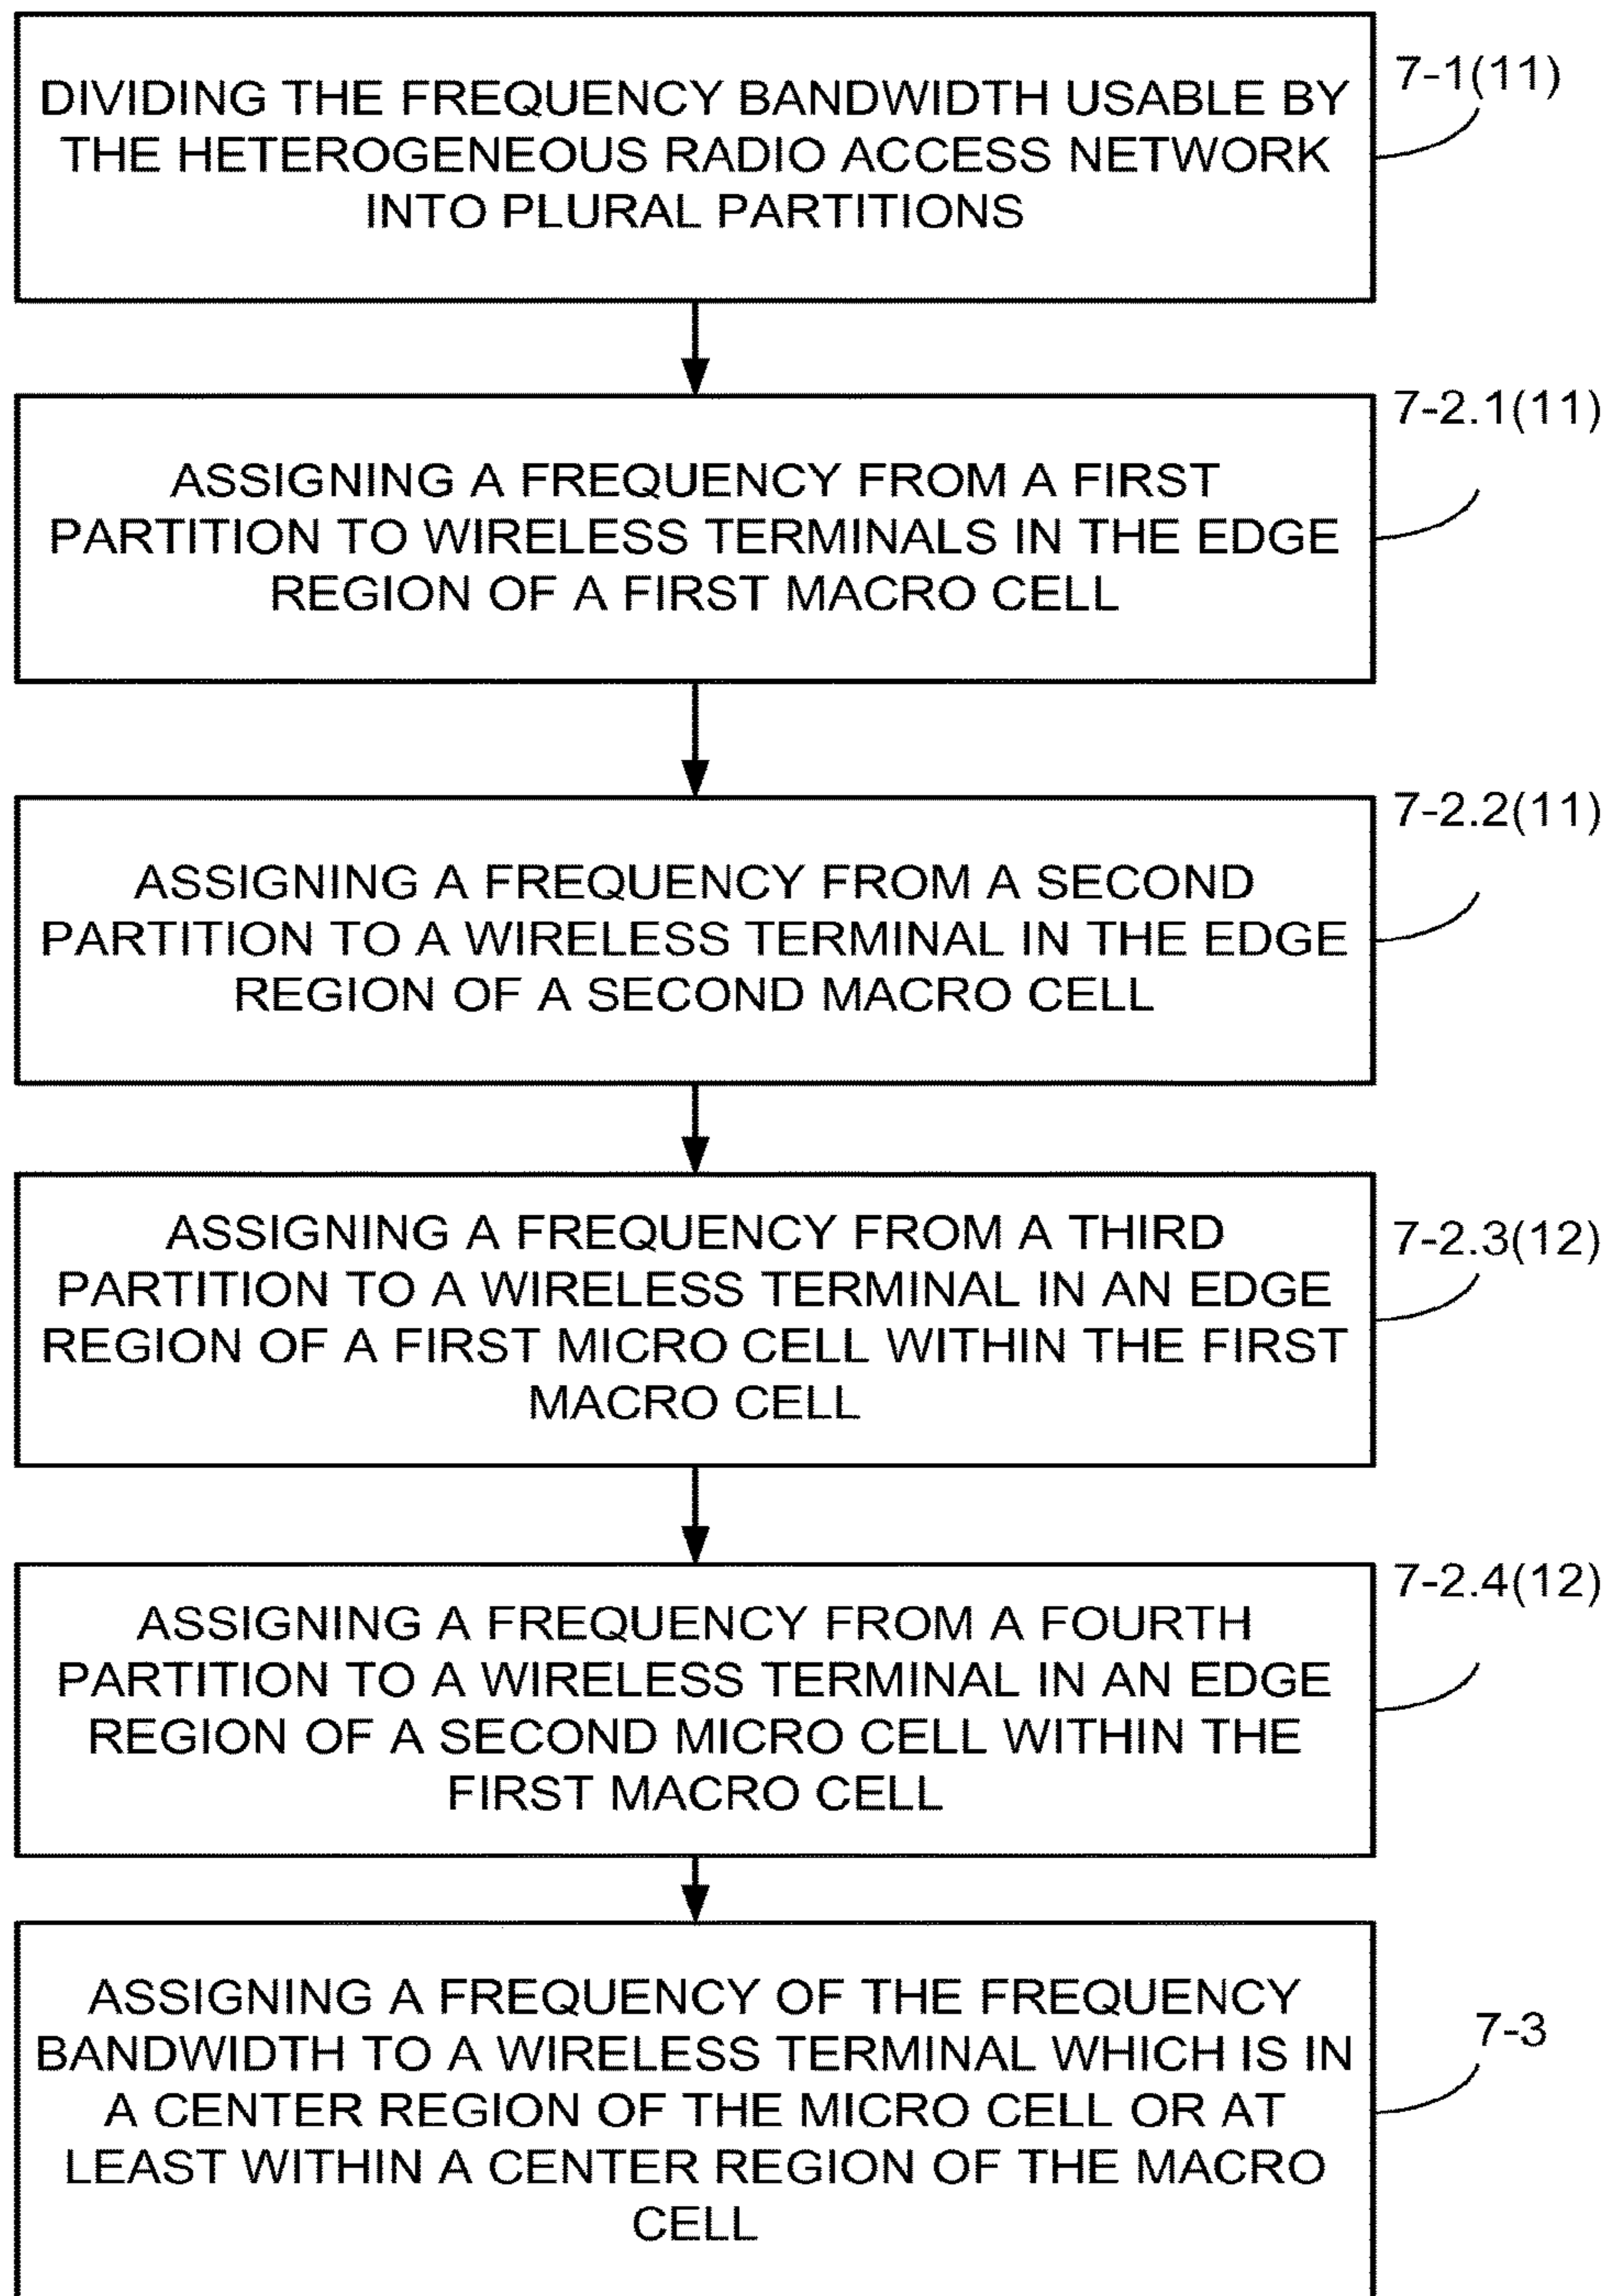 DIVIDING THE FREQUENCY BANDWIDTH USABLE BY
THE HETEROGENEOUS RADIO ACCESS NETWORK
INTO PLURAL PARTITIONS
7-1(11)
ASSIGNING A FREQUENCY FROM A FIRST
PARTITION TO WIRELESS TERMINALS IN THE EDGE
REGION OF A FIRST MACRO CELL
7-2.1(11)
ASSIGNING A FREQUENCY FROM A SECOND
PARTITION TO A WIRELESS TERMINAL IN THE EDGE
REGION OF A SECOND MACRO CELL
7-2.2(11)
ASSIGNING A FREQUENCY FROM A THIRD
PARTITION TO A WIRELESS TERMINAL IN AN EDGE
REGION OF A FIRST MICRO CELL WITHIN THE FIRST
MACRO CELL
7-2.3(12)
ASSIGNING A FREQUENCY FROM A FOURTH
PARTITION TO A WIRELESS TERMINAL IN AN EDGE
REGION OF A SECOND MICRO CELL WITHIN THE
FIRST MACRO CELL
7-2.4(12)
ASSIGNING A FREQUENCY OF THE FREQUENCY
BANDWIDTH TO A WIRELESS TERMINAL WHICH IS IN
A CENTER REGION OF THE MICRO CELL OR AT
LEAST WITHIN A CENTER REGION OF THE MACRO
CELL
7-3